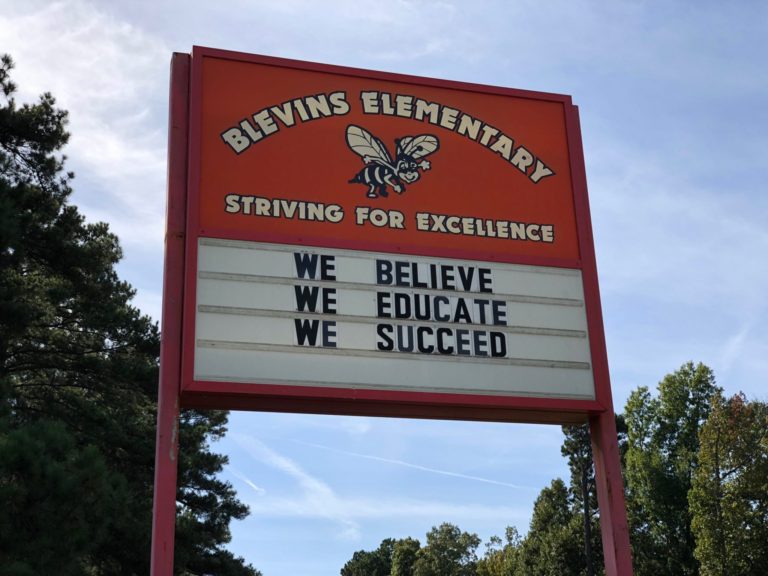 BLEVINS ELEMENTARY
STRIVING FOR EXCELLENCE
WE BELIEVE
WE EDUCATE
WE SUCCEED